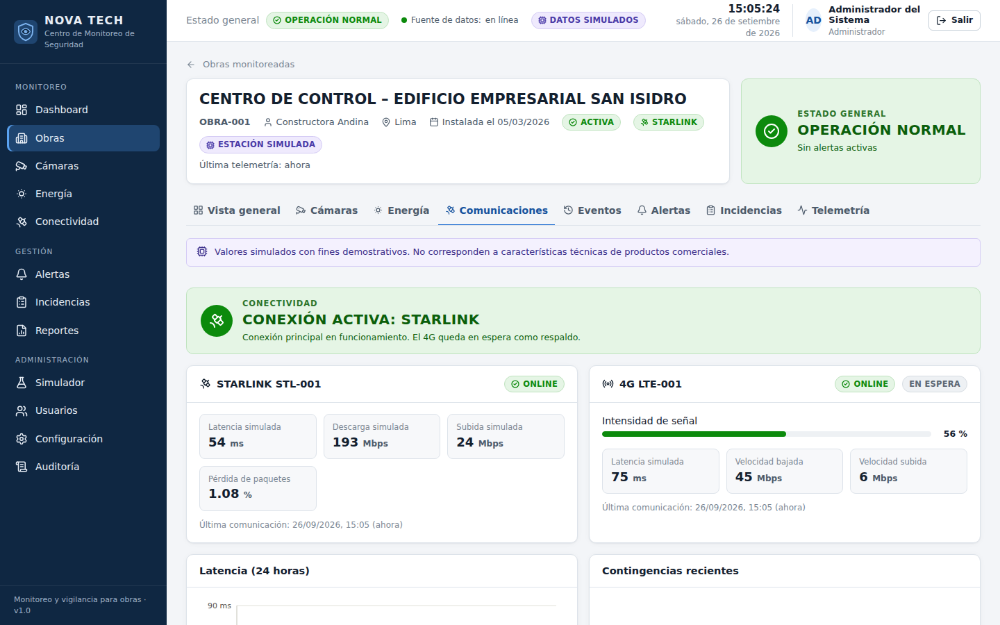 NOVA TECH
Centro de Monitoreo de
Seguridad
MONITOREO
Dashboard
Obras
Cámaras
Energía
Conectividad
GESTIÓN
Alertas
Incidencias
Reportes
ADMINISTRACIÓN
Simulador
Usuarios
Configuración
Auditoría
Monitoreo y vigilancia para obras ·
v1.0
Estado general
OPERACIÓN NORMAL
Fuente de datos: en línea
DATOS SIMULADOS
15:05:24
sábado, 26 de setiembre
de 2026
AD
Administrador del
Sistema
Administrador
Salir
Obras monitoreadas
CENTRO DE CONTROL – EDIFICIO EMPRESARIAL SAN ISIDRO
OBRA-001 Constructora Andina Lima Instalada el 05/03/2026 ACTIVA STARLINK
ESTACIÓN SIMULADA
Última telemetría: ahora
ESTADO GENERAL
OPERACIÓN NORMAL
Sin alertas activas
Vista general Cámaras Energía Comunicaciones Eventos Alertas Incidencias Telemetría
Valores simulados con fines demostrativos. No corresponden a características técnicas de productos comerciales.
CONECTIVIDAD
CONEXIÓN ACTIVA: STARLINK
Conexión principal en funcionamiento. El 4G queda en espera como respaldo.
STARLINK STL-001 ONLINE
Latencia simulada
54 ms
Descarga simulada
193 Mbps
Subida simulada
24 Mbps
Pérdida de paquetes
1.08 %
Última comunicación: 26/09/2026, 15:05 (ahora)
4G LTE-001 ONLINE EN ESPERA
Intensidad de señal
56 %
Latencia simulada
75 ms
Velocidad bajada
45 Mbps
Velocidad subida
6 Mbps
Última comunicación: 26/09/2026, 15:05 (ahora)
Latencia (24 horas)
90 ms
Contingencias recientes